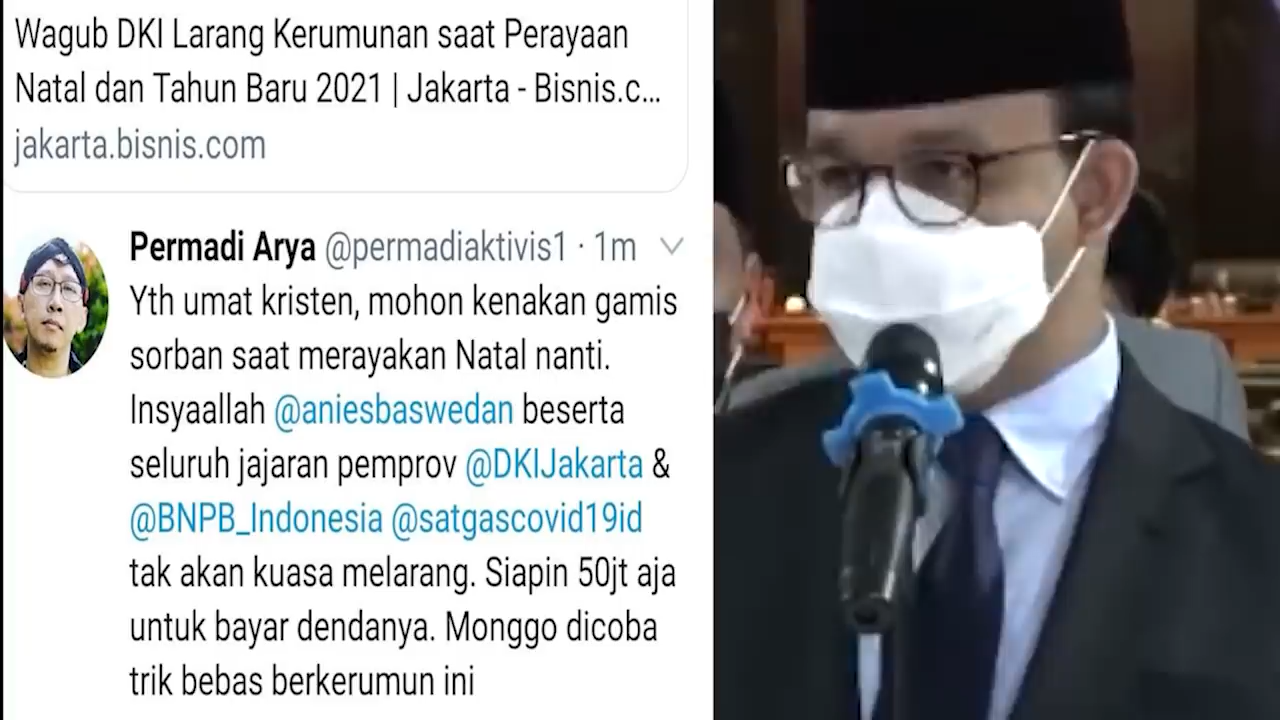 Wagub DKI Larang Kerumunan saat Perayaan
Natal dan Tahun Baru 2021 | Jakarta - Bisnis.c...
jakarta.bisnis.com
Permadi Arya @permadiaktivis1 · 1m
Yth umat kristen, mohon kenakan gamis
sorban saat merayakan Natal nanti.
Insyaallah @aniesbaswedan beserta
seluruh jajaran pemprov @DKIJakarta &
@BNPB_Indonesia @satgascovid19id
tak akan kuasa melarang. Siapin 50jt aja
untuk bayar dendanya. Monggo dicoba
trik bebas berkerumun ini